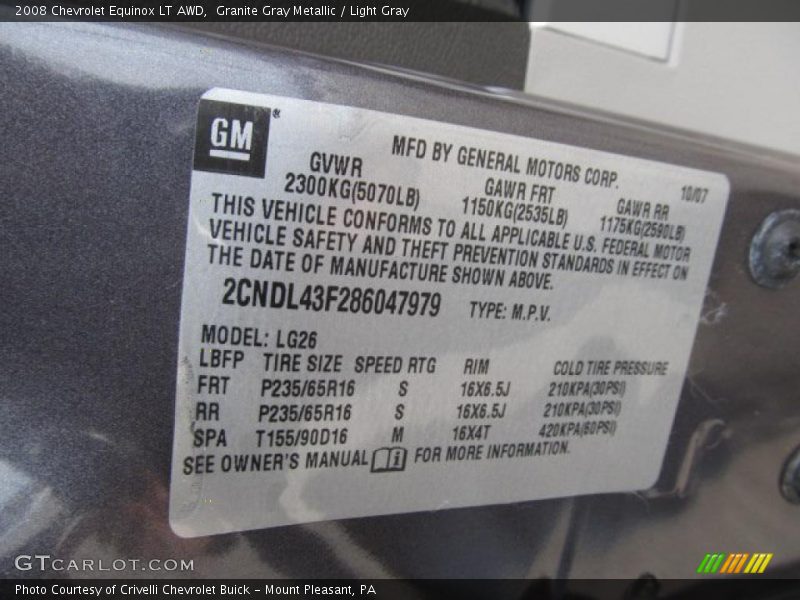 2008 Chevrolet Equinox LT AWD, Granite Gray Metallic / Light Gray
GM
MFD BY GENERAL MOTORS CORP. 10/07
GVWR GAWR FRT GAWR RR
2300KG(5070LB) 1150KG(2535LB) 1175KG(2590LB)
THIS VEHICLE CONFORMS TO ALL APPLICABLE U.S. FEDERAL MOTOR
VEHICLE SAFETY AND THEFT PREVENTION STANDARDS IN EFFECT ON
THE DATE OF MANUFACTURE SHOWN ABOVE.
2CNDL43F286047979 TYPE: M.P.V.
MODEL: LG26
LBFP TIRE SIZE SPEED RTG RIM COLD TIRE PRESSURE
FRT P235/65R16 S 16X6.5J 210KPA(30PSI)
RR P235/65R16 S 16X6.5J 210KPA(30PSI)
SPA T155/90D16 M 16X4T 420KPA(60PSI)
SEE OWNER'S MANUAL i FOR MORE INFORMATION.
GTCARLOT.COM
Photo Courtesy of Crivelli Chevrolet Buick - Mount Pleasant, PA